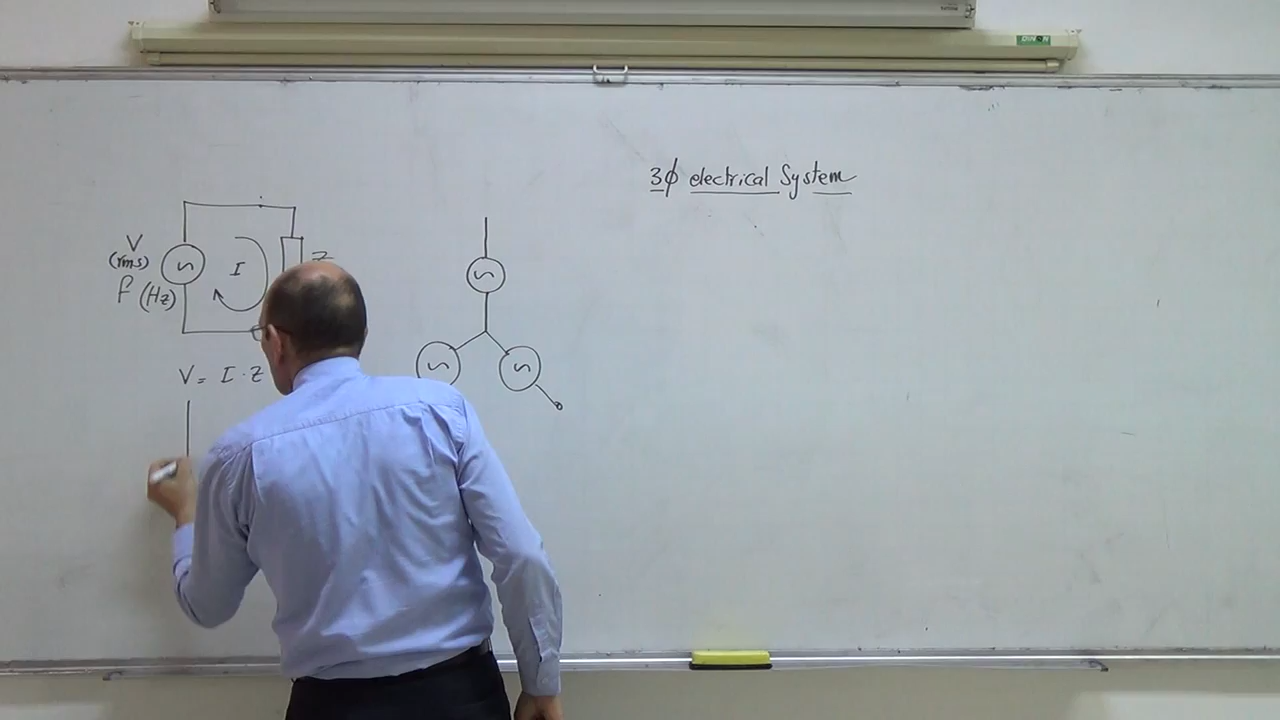 3ϕ electrical System
V
(rms)
f (Hz)
I
Z
V = I · Z